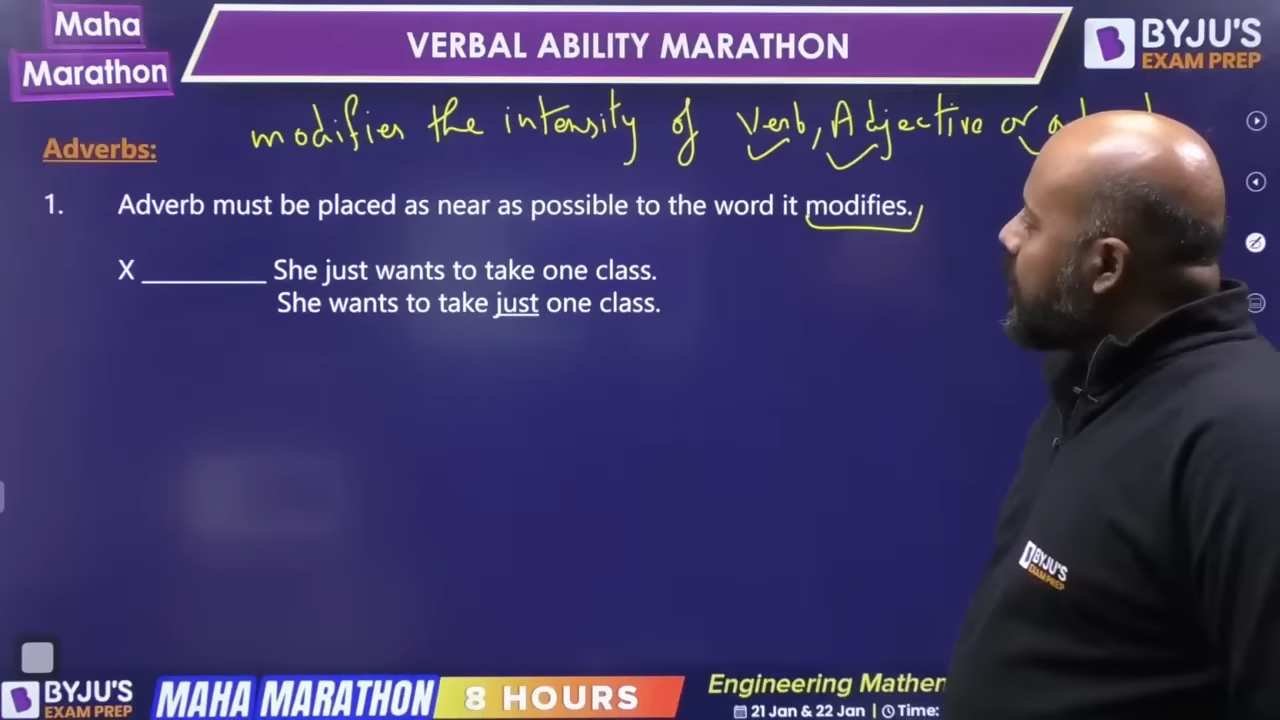 Maha
Marathon
VERBAL ABILITY MARATHON
BYJU'S
EXAM PREP
modifies the intensity of Verb, Adjective or
Adverbs:
1. Adverb must be placed as near as possible to the word it modifies.
X ________ She just wants to take one class.
She wants to take just one class.
BYJU'S
EXAM PREP
BYJU'S
EXAM PREP
MAHA MARATHON
8 HOURS
Engineering Mathem
21 Jan & 22 Jan | Time: